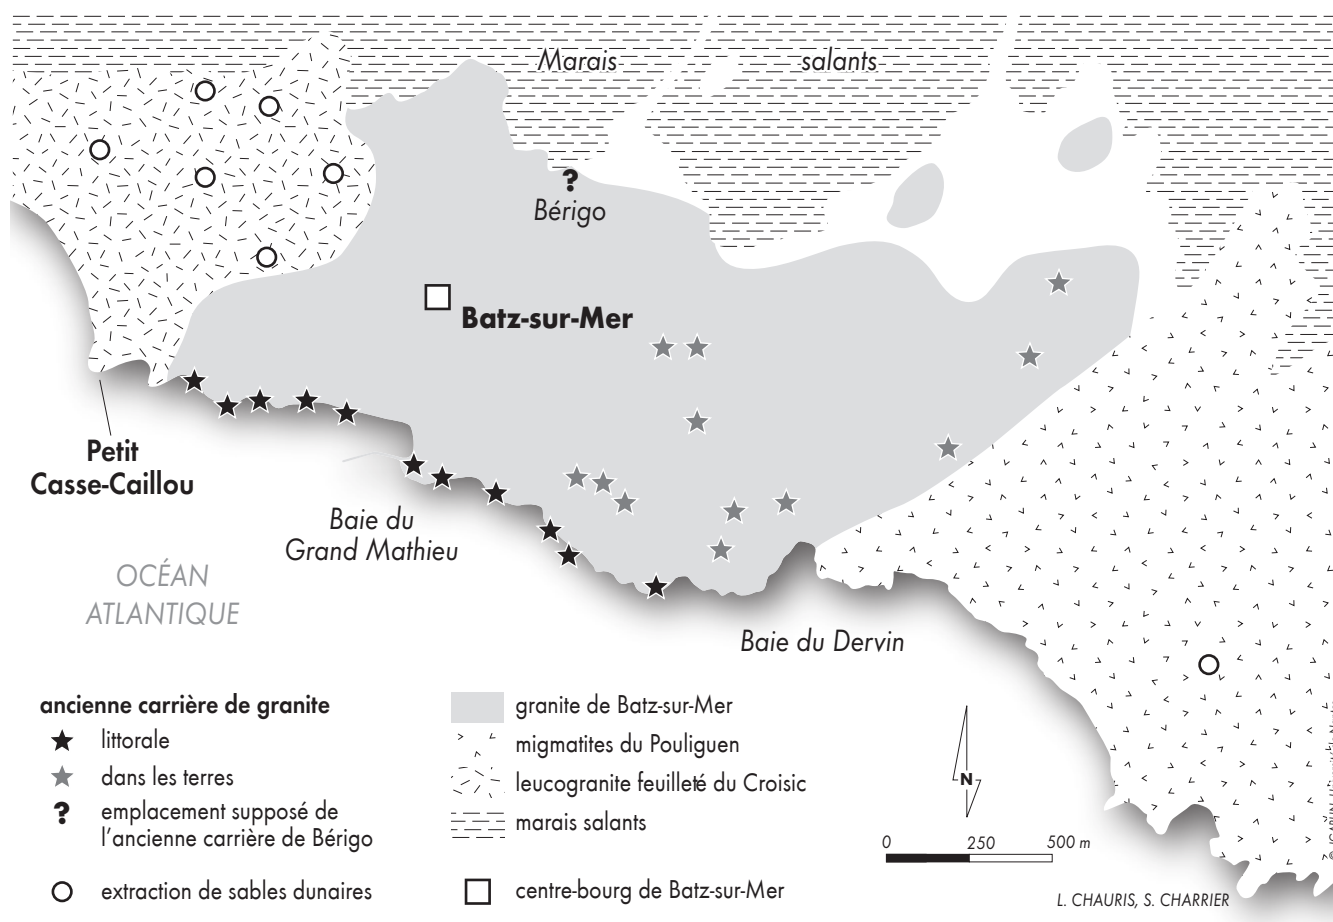 Marais salants
?
Bérigo
Batz-sur-Mer
Petit
Casse-Caillou
Baie du
Grand Mathieu
OCÉAN
ATLANTIQUE
Baie du Dervin
ancienne carrière de granite
littorale
dans les terres
? emplacement supposé de
l'ancienne carrière de Bérigo
extraction de sables dunaires
granite de Batz-sur-Mer
migmatites du Pouliguen
leucogranite feuilleté du Croisic
marais salants
centre-bourg de Batz-sur-Mer
N
0 250 500 m
L. CHAURIS, S. CHARRIER